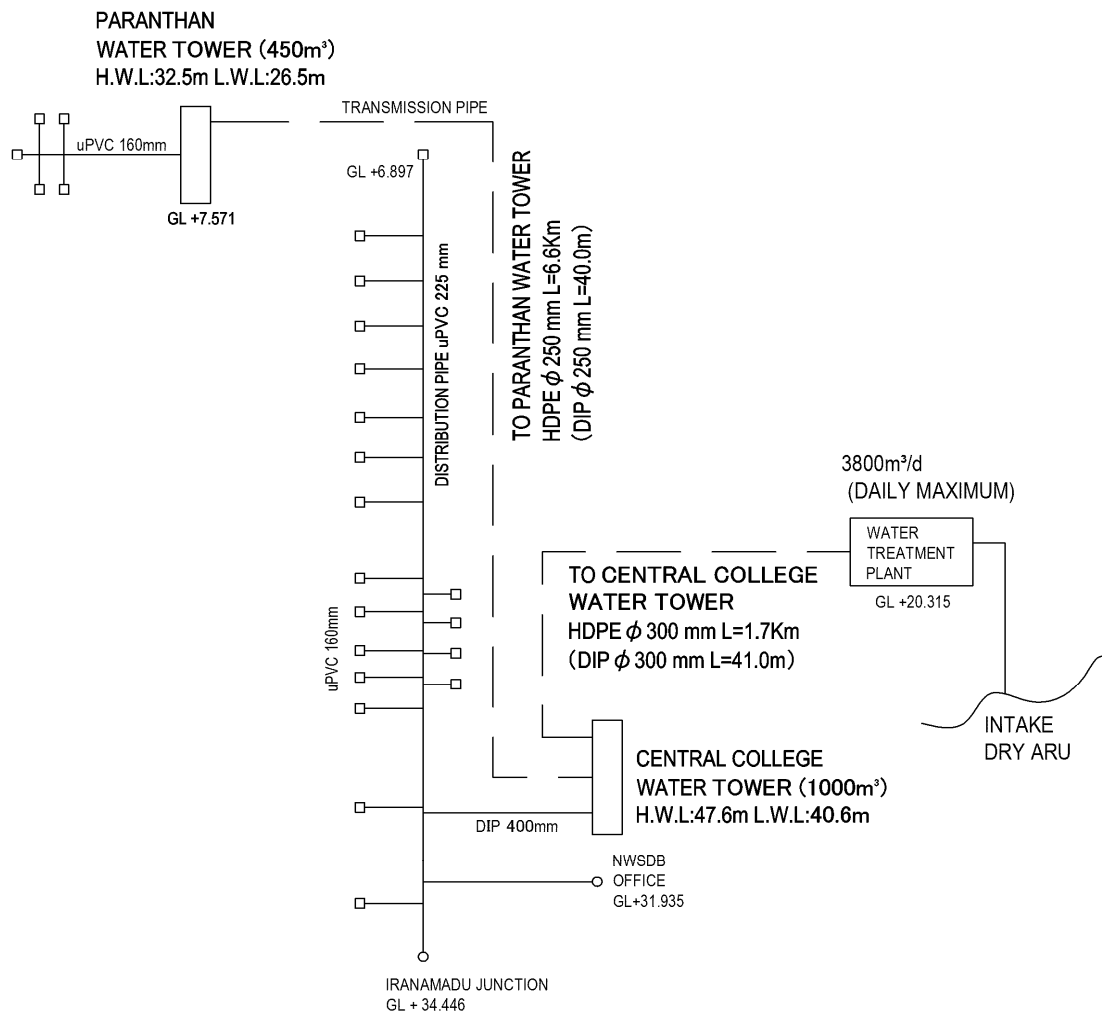 PARANTHAN
WATER TOWER (450m³)
H.W.L:32.5m L.W.L:26.5m
TRANSMISSION PIPE
uPVC 160mm
GL +6.897
GL +7.571
TO PARANTHAN WATER TOWER
HDPE ϕ 250 mm L=6.6Km
(DIP ϕ 250 mm L=40.0m)
DISTRIBUTION PIPE uPVC 225 mm
3800m³/d
(DAILY MAXIMUM)
WATER
TREATMENT
PLANT
GL +20.315
TO CENTRAL COLLEGE
WATER TOWER
HDPE ϕ 300 mm L=1.7Km
(DIP ϕ 300 mm L=41.0m)
uPVC 160mm
INTAKE
DRY ARU
CENTRAL COLLEGE
WATER TOWER (1000m³)
H.W.L:47.6m L.W.L:40.6m
DIP 400mm
NWSDB
OFFICE
GL+31.935
IRANAMADU JUNCTION
GL + 34.446